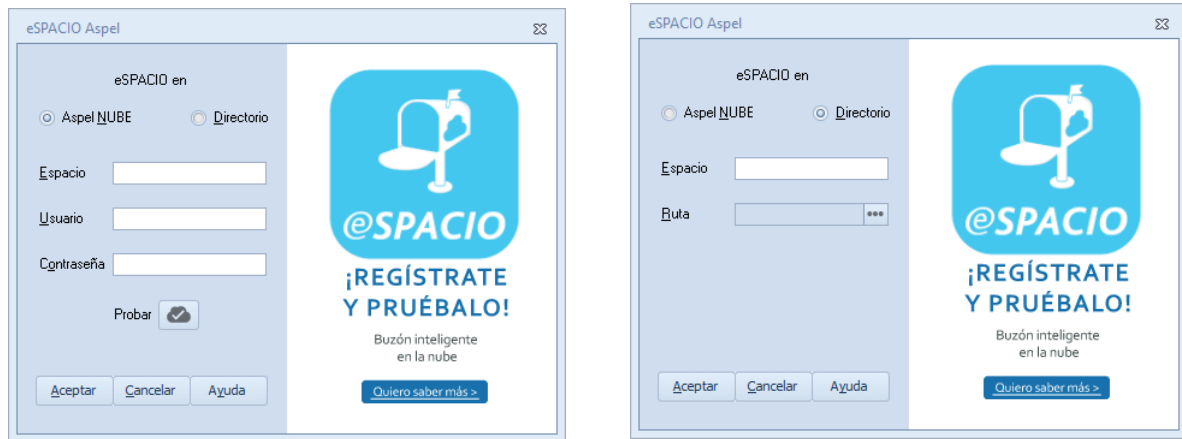 eSPACIO Aspel
eSPACIO en
Aspel NUBE
Directorio
Espacio
Usuario
Contraseña
Probar
Aceptar
Cancelar
Ayuda
@SPACIO
¡REGÍSTRATE
Y PRUÉBALO!
Buzón inteligente
en la nube
Quiero saber más >
eSPACIO Aspel
eSPACIO en
Aspel NUBE
Directorio
Espacio
Ruta
•••
Aceptar
Cancelar
Ayuda
@SPACIO
¡REGÍSTRATE
Y PRUÉBALO!
Buzón inteligente
en la nube
Quiero saber más >